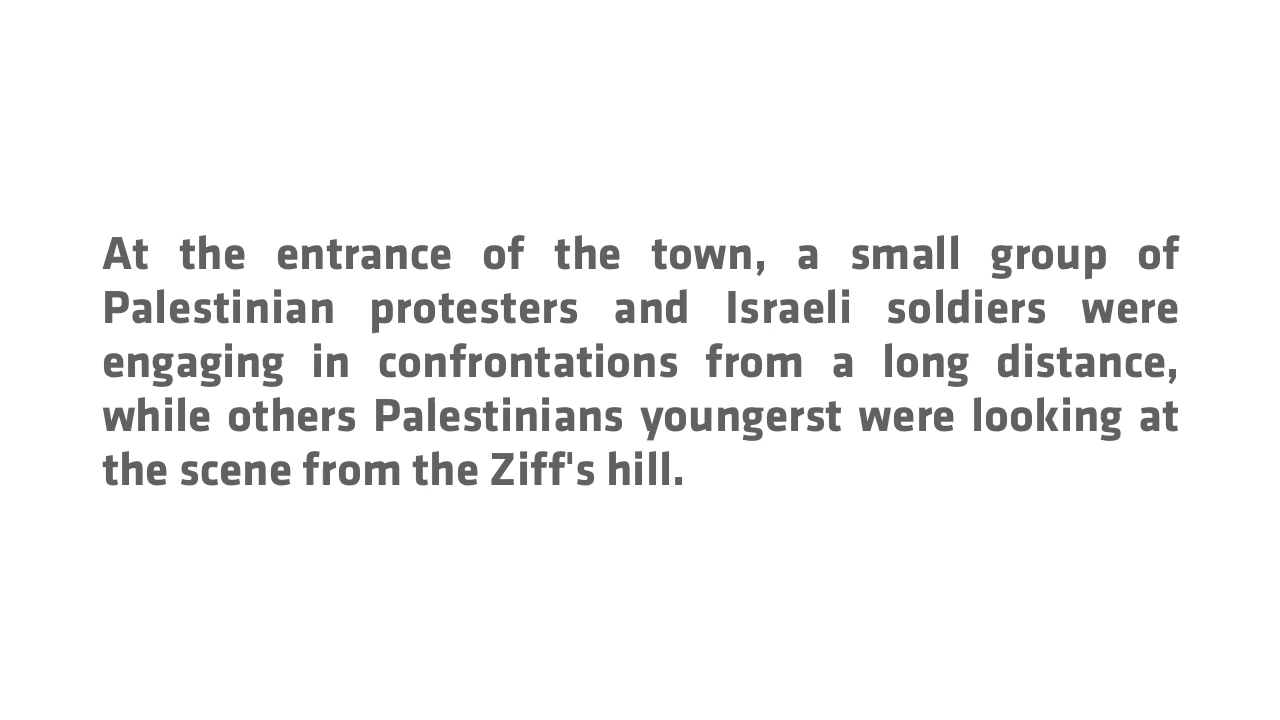 At the entrance of the town, a small group of
Palestinian protesters and Israeli soldiers were
engaging in confrontations from a long distance,
while others Palestinians youngerst were looking at
the scene from the Ziff's hill.